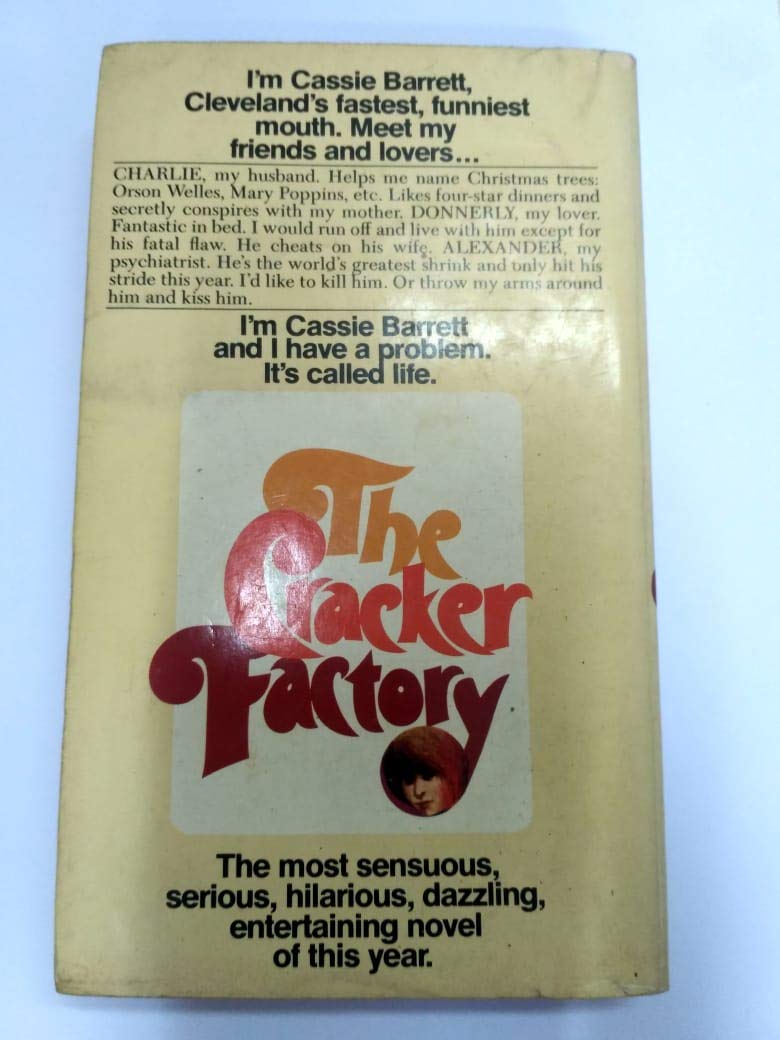 I'm Cassie Barrett,
Cleveland's fastest, funniest
mouth. Meet my
friends and lovers...
CHARLIE, my husband. Helps me name Christmas trees:
Orson Welles, Mary Poppins, etc. Likes four-star dinners and
secretly conspires with my mother. DONNERLY, my lover.
Fantastic in bed. I would run off and live with him except for
his fatal flaw. He cheats on his wife. ALEXANDER, my
psychiatrist. He's the world's greatest shrink and only hit his
stride this year. I'd like to kill him. Or throw my arms around
him and kiss him.
I'm Cassie Barrett
and I have a problem.
It's called life.
The
Cracker
Factory
The most sensuous,
serious, hilarious, dazzling,
entertaining novel
of this year.